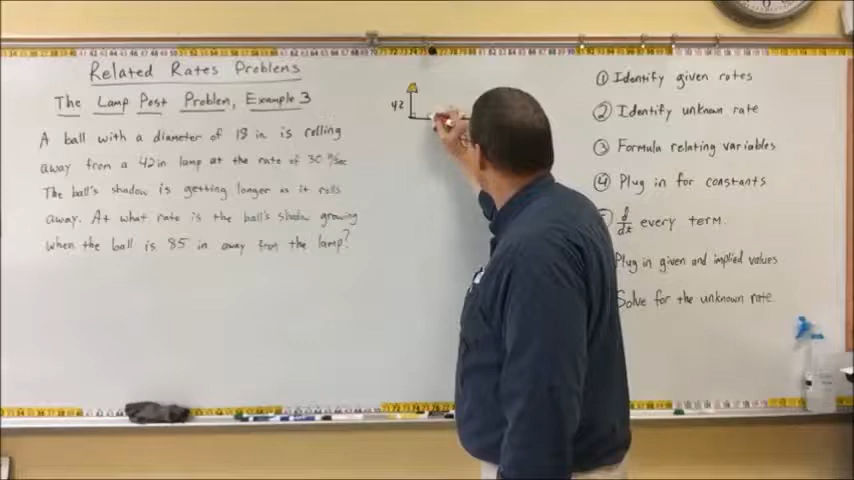 Related Rates Problems
The Lamp Post Problem, Example 3
A ball with a diameter of 18 in is rolling
away from a 42in lamp at the rate of 30 in/sec
The ball's shadow is getting longer as it rolls
away. At what rate is the ball's shadow growing
when the ball is 85 in away from the lamp?
42
① Identify given rates
② Identify unknown rate
③ Formula relating variables
④ Plug in for constants
d/dt every term.
Plug in given and implied values
Solve for the unknown rate